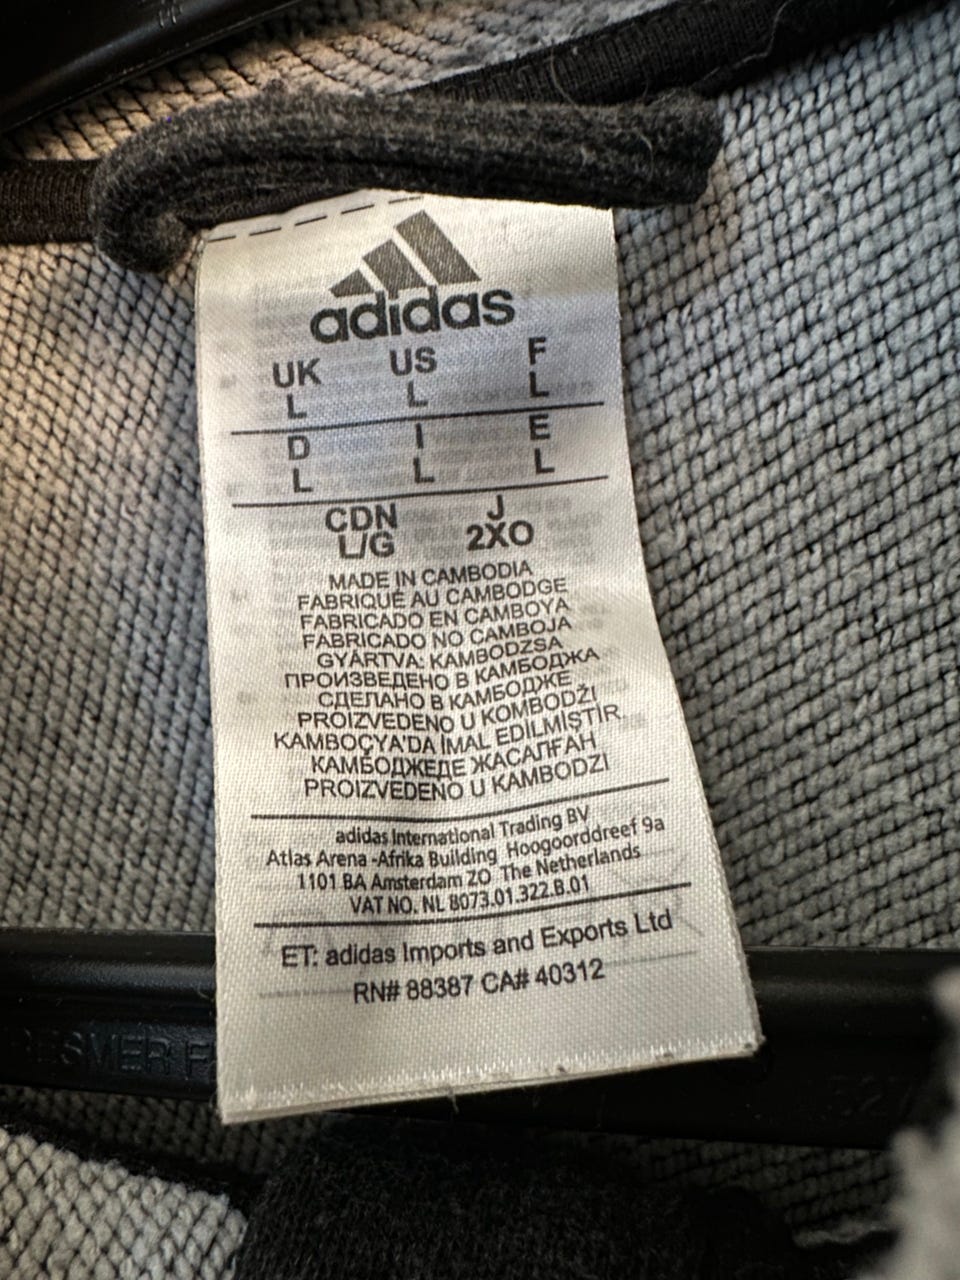 adidas
UK US F
L L L
D I E
L L L
CDN J
L/G 2XO
MADE IN CAMBODIA
FABRIQUÉ AU CAMBODGE
FABRICADO EN CAMBOYA
FABRICADO NO CAMBOJA
GYÁRTVA: KAMBODZSA
ПРОИЗВЕДЕНО В КАМБОДЖА
СДЕЛАНО В КАМБОДЖЕ
PROIZVEDENO U KOMBODŽI
KAMBOÇYA'DA İMAL EDİLMİŞTİR
КАМБОДЖЕДЕ ЖАСАЛҒАН
PROIZVEDENO U KAMBODZI
adidas International Trading BV
Atlas Arena -Afrika Building Hoogoorddreef 9a
1101 BA Amsterdam ZO The Netherlands
VAT NO. NL 8073.01.322.B.01
ET: adidas Imports and Exports Ltd
RN# 88387 CA# 40312